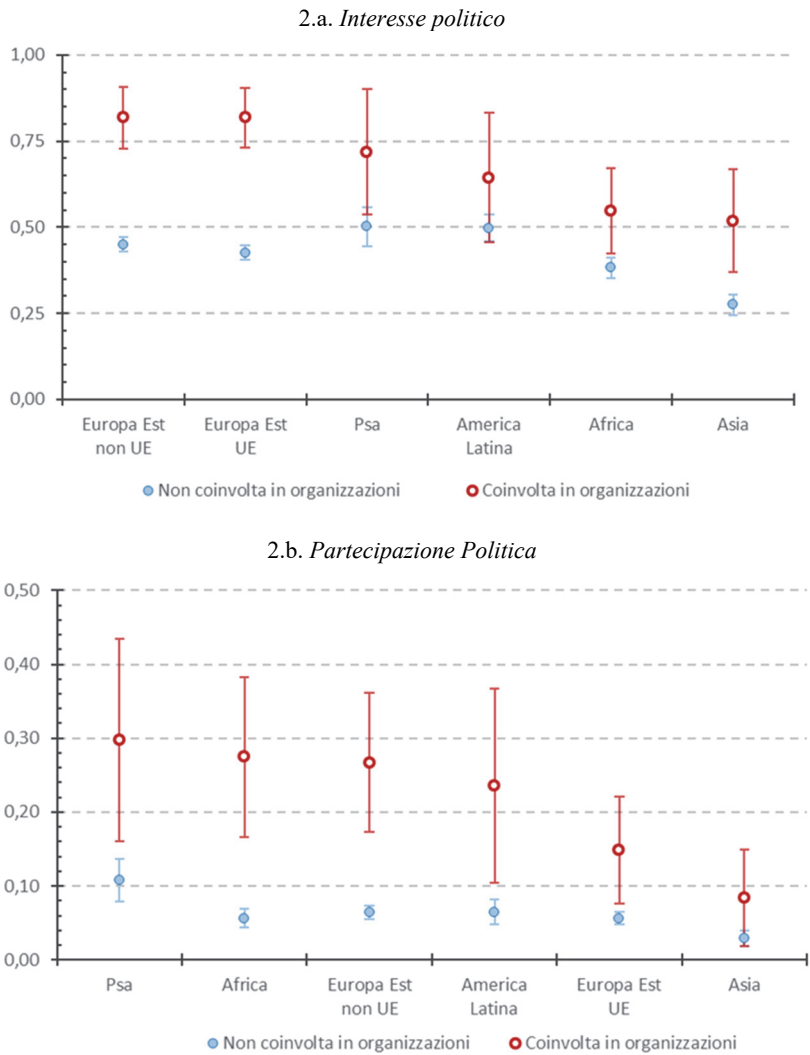 2.a. Interesse politico
1,00
0,75
0,50
0,25
0,00
Europa Est Europa Est Psa America Africa Asia
non UE UE Latina
Non coinvolta in organizzazioni Coinvolta in organizzazioni
2.b. Partecipazione Politica
0,50
0,40
0,30
0,20
0,10
0,00
Psa Africa Europa Est America Europa Est Asia
non UE Latina UE
Non coinvolta in organizzazioni Coinvolta in organizzazioni